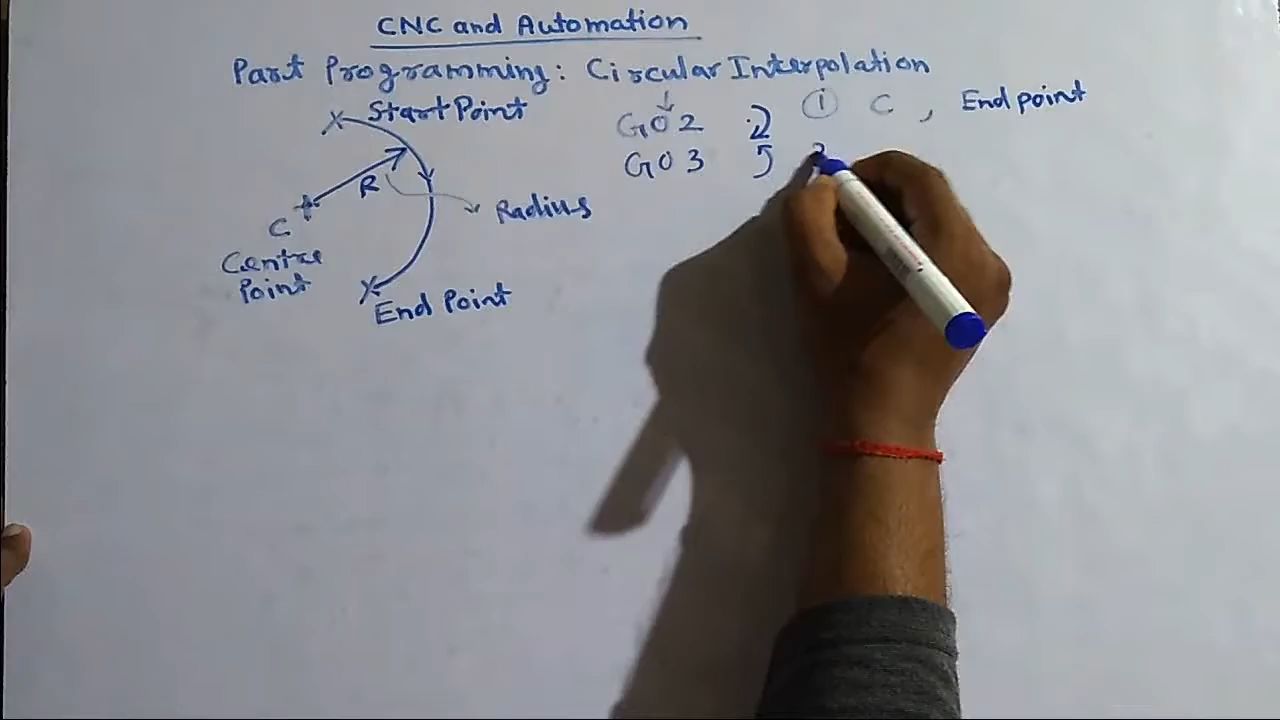 CNC and Automation
Part Programming: Circular Interpolation
Start Point
G02 ① C, End point
G03
R
Radius
C
Centre
Point
End Point